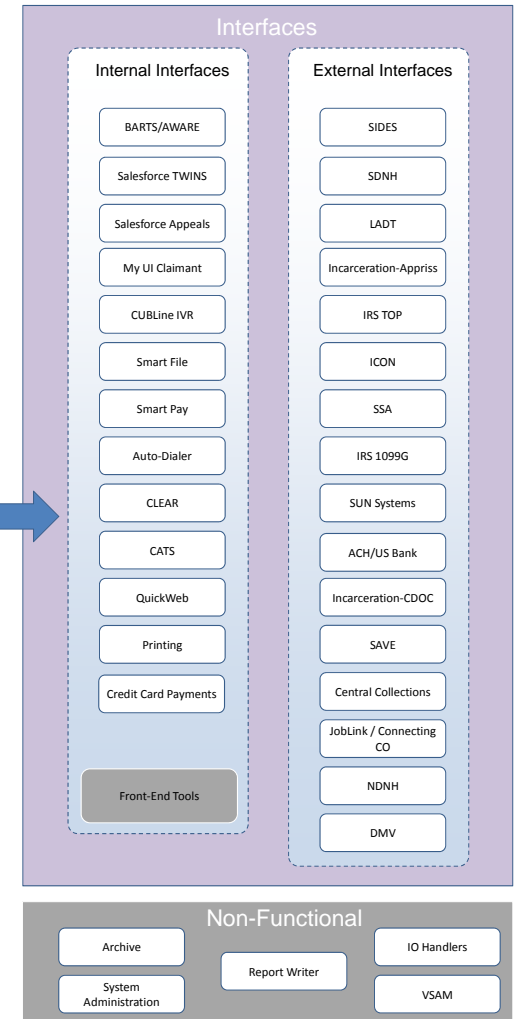 Interfaces
Internal Interfaces
BARTS/AWARE
Salesforce TWINS
Salesforce Appeals
My UI Claimant
CUBLine IVR
Smart File
Smart Pay
Auto-Dialer
CLEAR
CATS
QuickWeb
Printing
Credit Card Payments
Front-End Tools
External Interfaces
SIDES
SDNH
LADT
Incarceration-Appriss
IRS TOP
ICON
SSA
IRS 1099G
SUN Systems
ACH/US Bank
Incarceration-CDOC
SAVE
Central Collections
JobLink / Connecting
CO
NDNH
DMV
Non-Functional
Archive
System
Administration
Report Writer
IO Handlers
VSAM